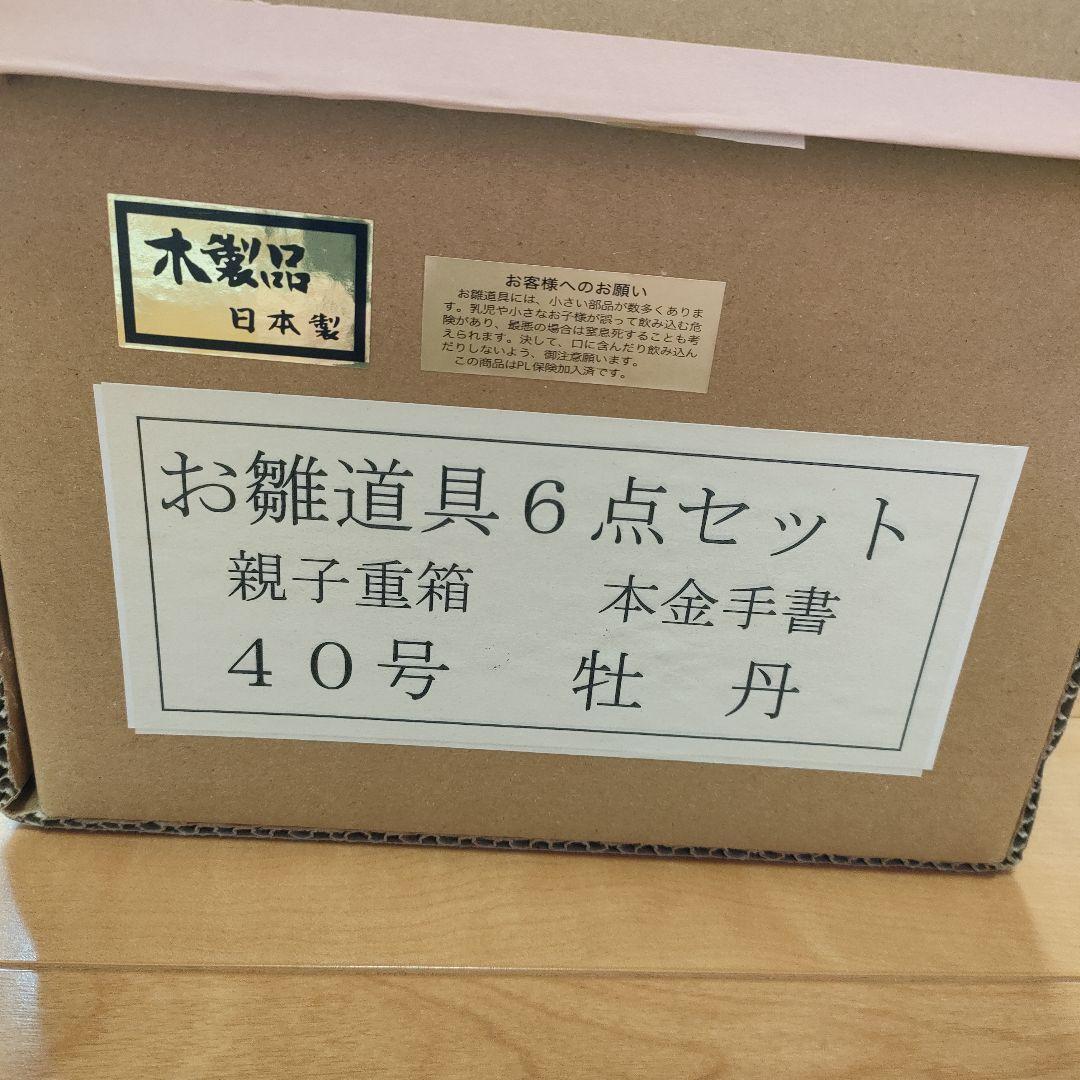 木製品
日本製
お客様へのお願い
お雛道具には、小さい部品が数多くありま
す。乳児や小さなお子様が誤って飲み込む危
険があり、最悪の場合は窒息死することも考
えられます。決して、口に含んだり飲み込ん
だりしないよう、御注意願います。
この商品はPL保険加入済です。
お雛道具６点セット
親子重箱　本金手書
４０号　牡　丹